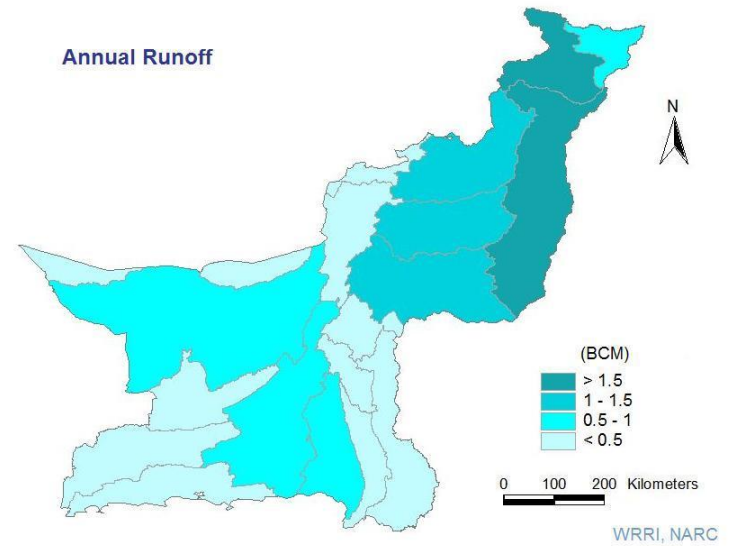 Annual Runoff
N
(BCM)
> 1.5
1 - 1.5
0.5 - 1
< 0.5
0 100 200 Kilometers
WRRI, NARC